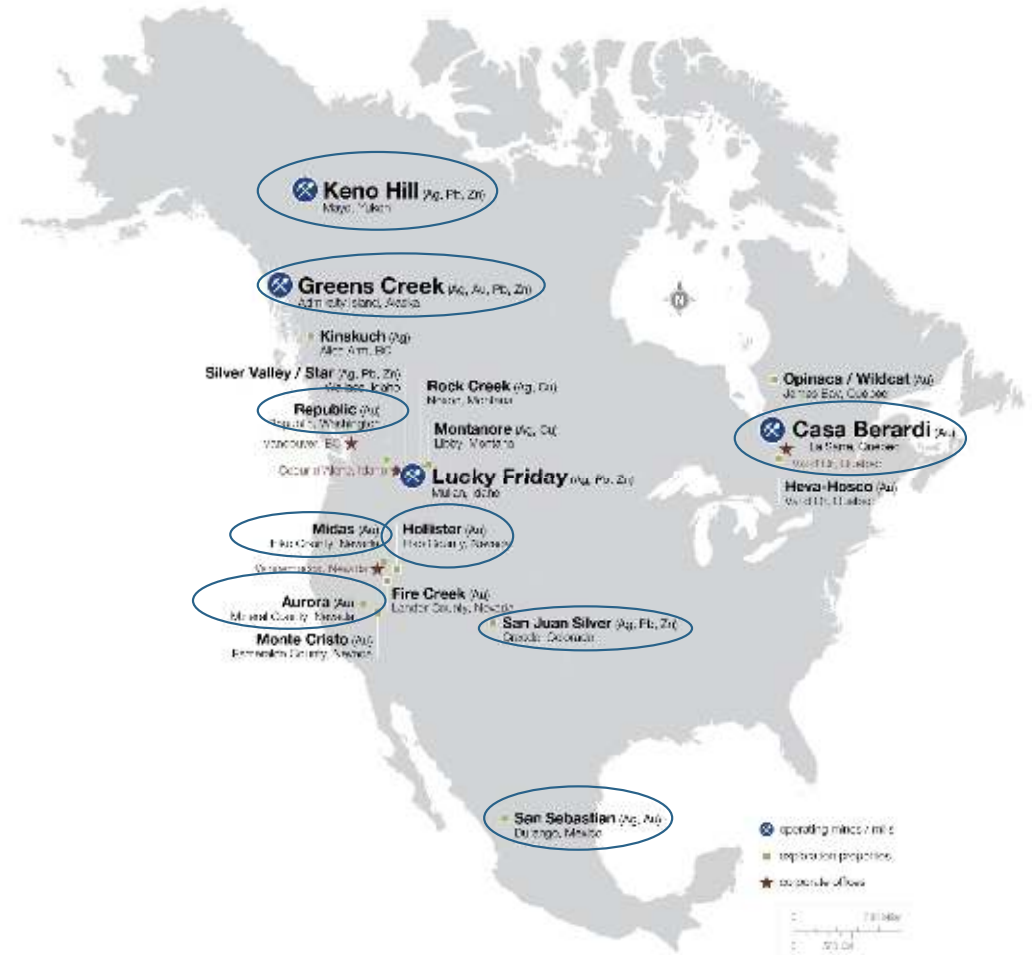 Keno Hill (Ag, Pb, Zn)
Mayo, Yukon
Greens Creek (Ag, Au, Pb, Zn)
Admiralty Island, Alaska
Kinskuch (Ag)
Alice Arm, BC
Silver Valley / Star (Ag, Pb, Zn)
Wallace, Idaho
Rock Creek (Ag, Cu)
Noxon, Montana
Republic (Au)
Republic, Washington
Vancouver, BC
Montanore (Ag, Cu)
Libby, Montana
Coeur d'Alene, Idaho
Lucky Friday (Ag, Pb, Zn)
Mullan, Idaho
N
Opinaca / Wildcat (Au)
James Bay, Quebec
Casa Berardi (Au)
La Sarre, Quebec
Val d'Or, Quebec
Heva-Hosco (Au)
Val d'Or, Quebec
Midas (Au)
Elko County, Nevada
Hollister (Au)
Elko County, Nevada
Winnemucca, Nevada
Fire Creek (Au)
Lander County, Nevada
Aurora (Au)
Mineral County, Nevada
Monte Cristo (Au)
Esmeralda County, Nevada
San Juan Silver (Ag, Pb, Zn)
Creede, Colorado
San Sebastian (Ag, Au)
Durango, Mexico
operating mines / mills
exploration properties
corporate offices
0
0